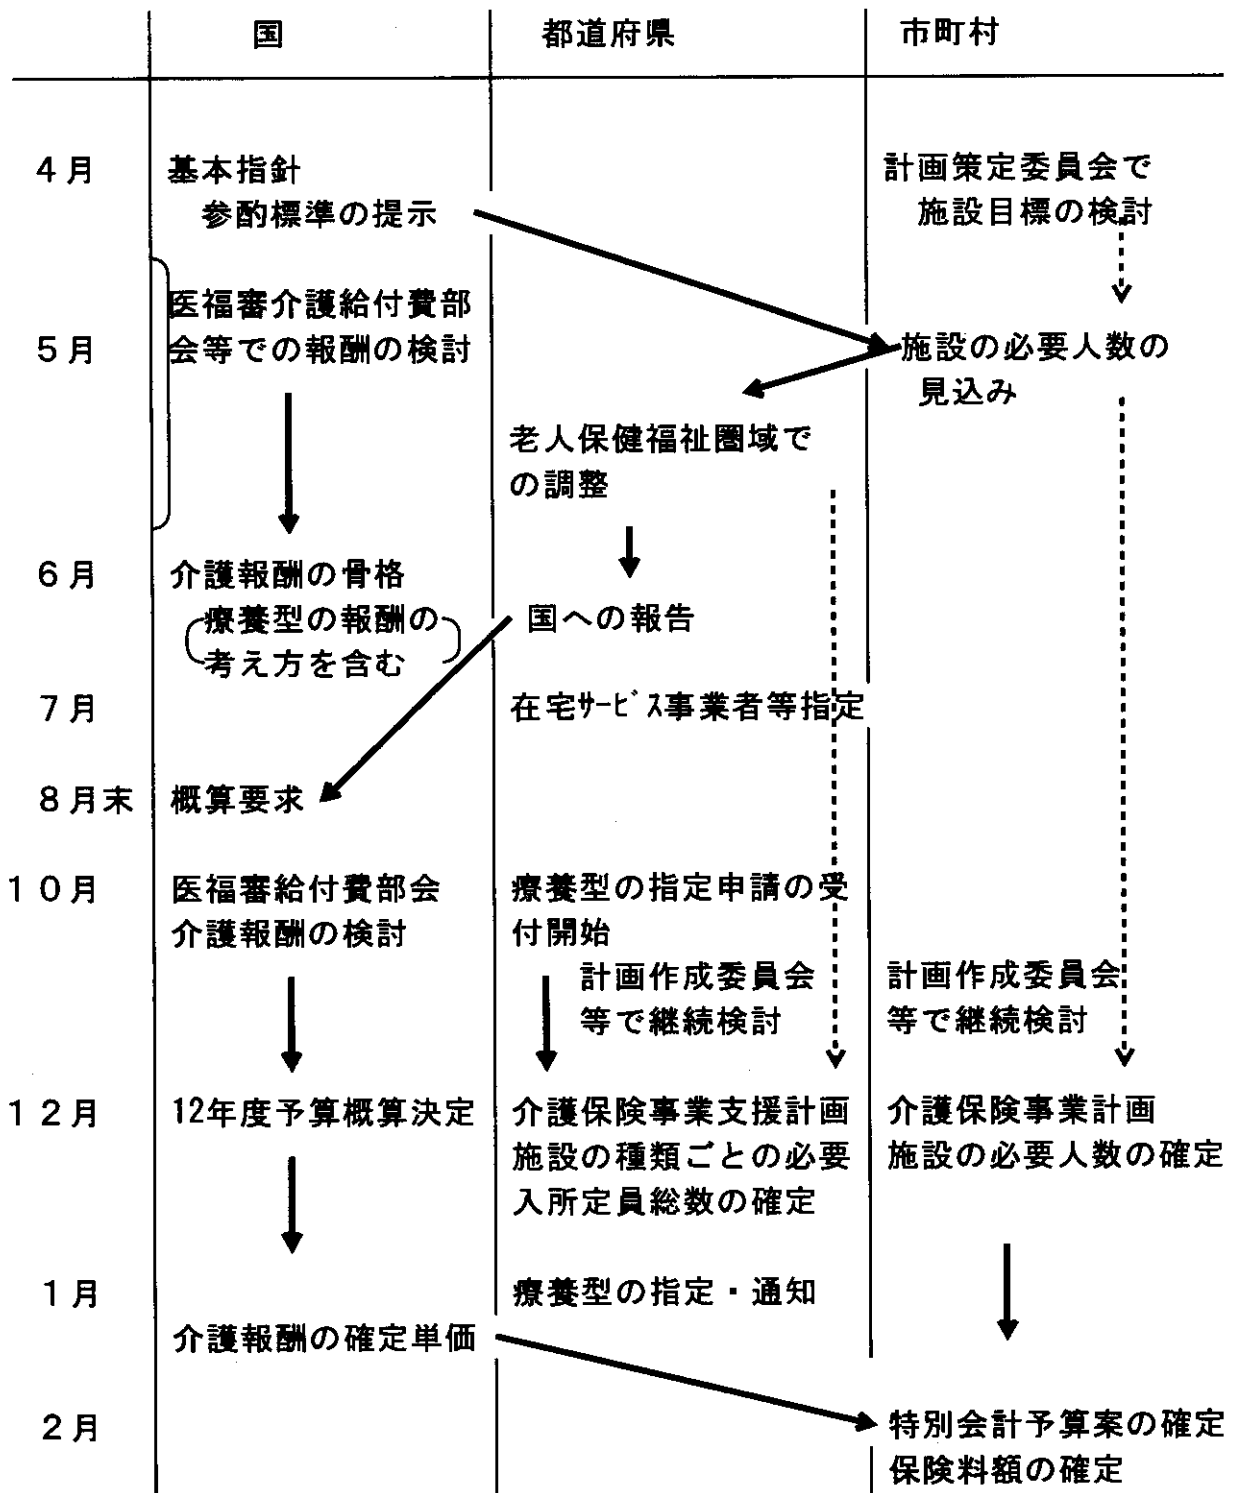 国　都道府県　市町村
4月　基本指針　計画策定委員会で
参酌標準の提示　施設目標の検討
医福審介護給付費部
5月　会等での報酬の検討　施設の必要人数の
見込み
老人保健福祉圏域で
の調整
6月　介護報酬の骨格
療養型の報酬の　国への報告
考え方を含む
7月　在宅ｻｰﾋﾞｽ事業者等指定
8月末　概算要求
10月　医福審給付費部会　療養型の指定申請の受
介護報酬の検討　付開始
計画作成委員会　計画作成委員会
等で継続検討　等で継続検討
12月　12年度予算概算決定　介護保険事業支援計画　介護保険事業計画
施設の種類ごとの必要　施設の必要人数の確定
入所定員総数の確定
1月　療養型の指定・通知
介護報酬の確定単価
2月　特別会計予算案の確定
保険料額の確定